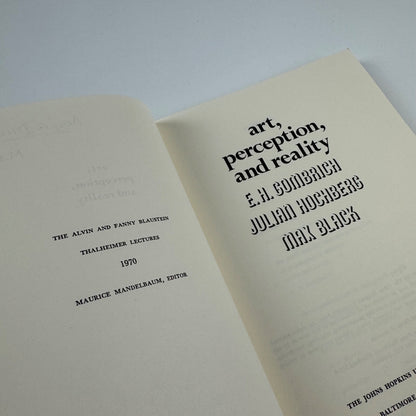 THE ALVIN AND FANNY BLAUSTEIN
THALHEIMER LECTURES
1970
MAURICE MANDELBAUM, EDITOR
art,
perception,
and reality
E. H. GOMBRICH
JULIAN HOCHBERG
MAX BLACK
THE JOHNS HOPKINS U
BALTIMORE